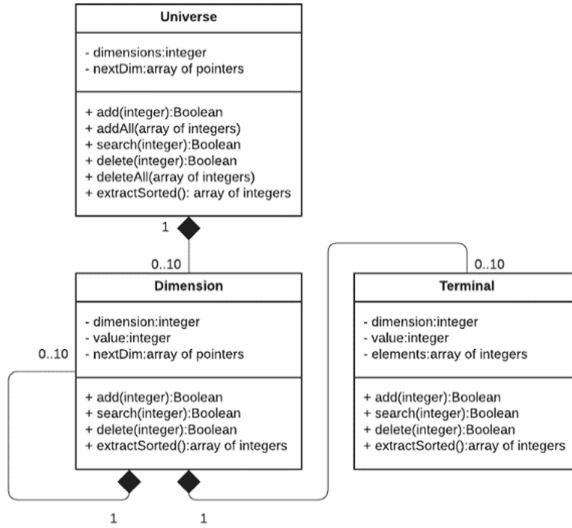 Universe
- dimensions:integer
- nextDim:array of pointers
+ add(integer):Boolean
+ addAll(array of integers)
+ search(integer):Boolean
+ delete(integer):Boolean
+ deleteAll(array of integers)
+ extractSorted(): array of integers
1
0..10
Dimension
- dimension:integer
- value:integer
- nextDim:array of pointers
+ add(integer):Boolean
+ search(integer):Boolean
+ delete(integer):Boolean
+ extractSorted():array of integers
0..10
1
1
0..10
Terminal
- dimension:integer
- value:integer
- elements:array of integers
+ add(integer):Boolean
+ search(integer):Boolean
+ delete(integer):Boolean
+ extractSorted():array of integers